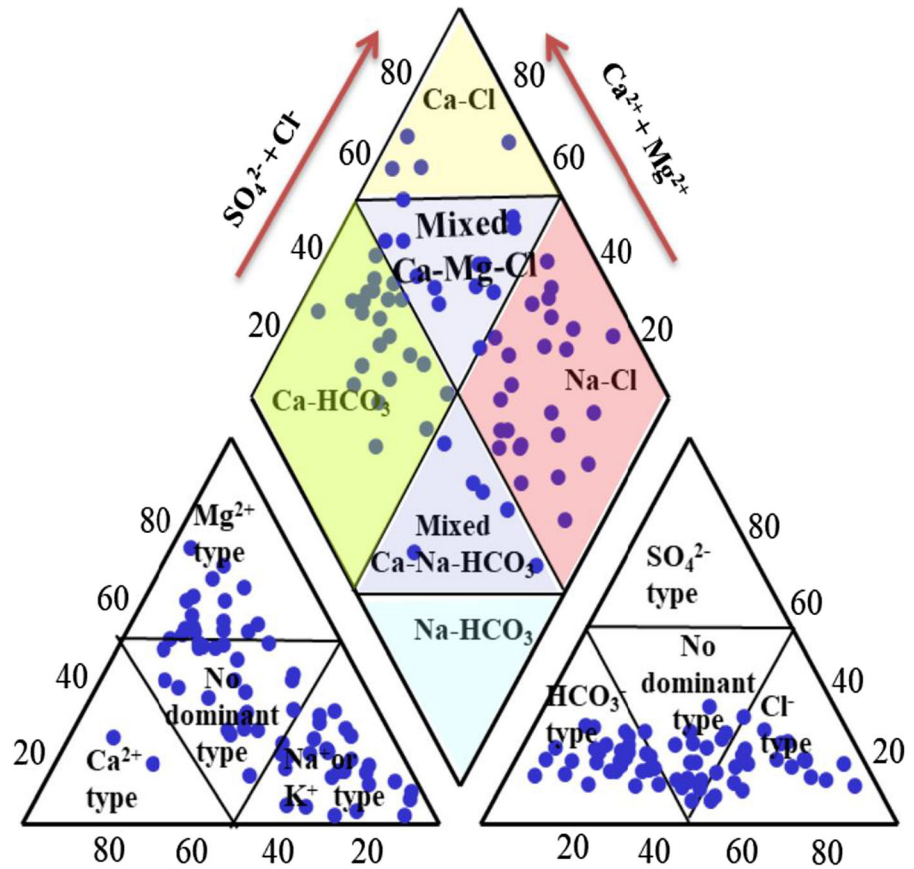 80
80
Ca-Cl
SO₄²⁻+Cl⁻
Ca²⁺ + Mg²⁺
60
60
Mixed
Ca-Mg-Cl
40
40
20
20
Na-Cl
Ca-HCO₃
Mixed
Ca-Na-HCO₃
Na-HCO₃
Mg²⁺
type
80
60
40
20
No
dominant
type
Ca²⁺
type
Na⁺or
K⁺ type
80
60
40
20
SO₄²⁻
type
80
60
40
20
No
dominant
type
HCO₃⁻
type
Cl⁻
type
20
40
60
80